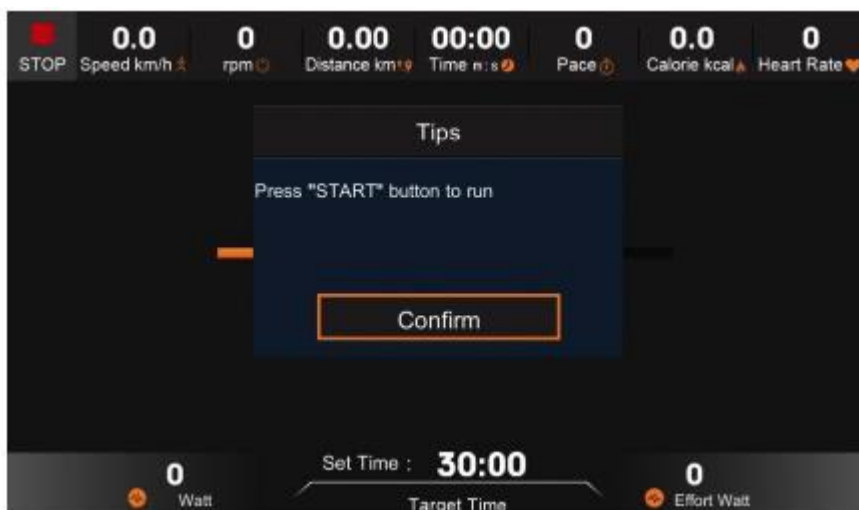 0.0 0 0.00 00:00 0 0.0 0
STOP Speed km/h rpm Distance km Time m:s Pace Calorie kcal Heart Rate
Tips
Press "START" button to run
Confirm
Set Time : 30:00
0 0
Watt Target Time Effort Watt